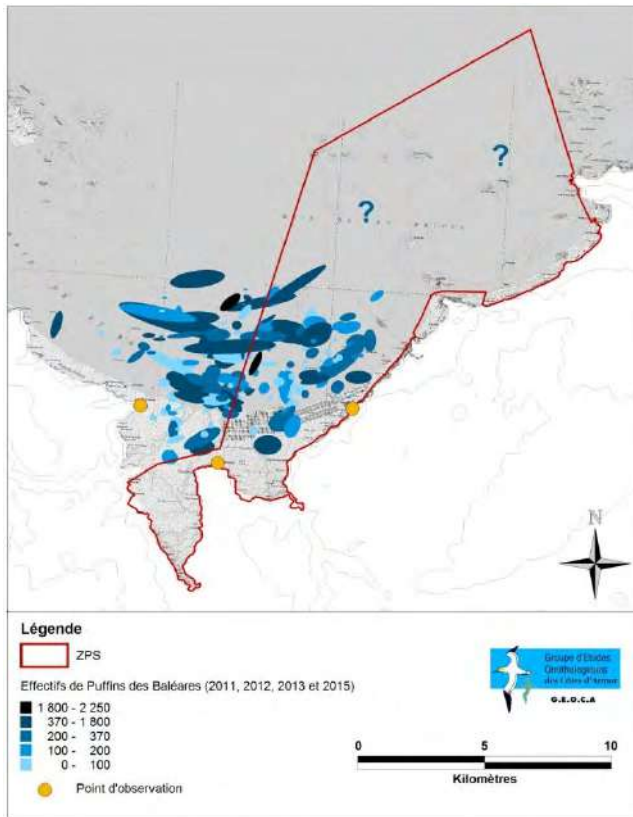 ?
?
N
Légende
ZPS
Effectifs de Puffins des Baléares (2011, 2012, 2013 et 2015)
1 800 - 2 250
370 - 1 800
200 - 370
100 - 200
0 - 100
Point d'observation
Groupe d'Etudes
Ornithologiques
des Côtes d'Armor
G.E.O.C.A
0 5 10
Kilomètres